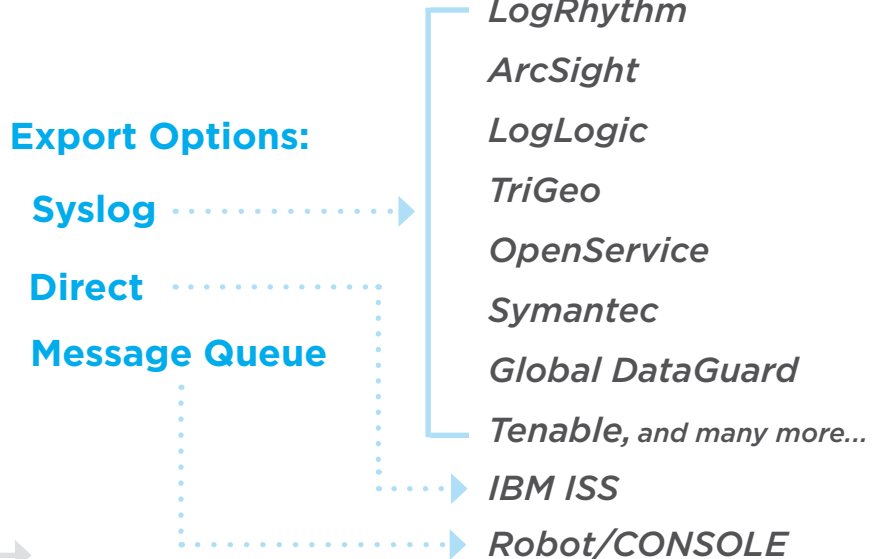 Export Options:
Syslog
Direct
Message Queue
LogRhythm
ArcSight
LogLogic
TriGeo
OpenService
Symantec
Global DataGuard
Tenable, and many more...
IBM ISS
Robot/CONSOLE